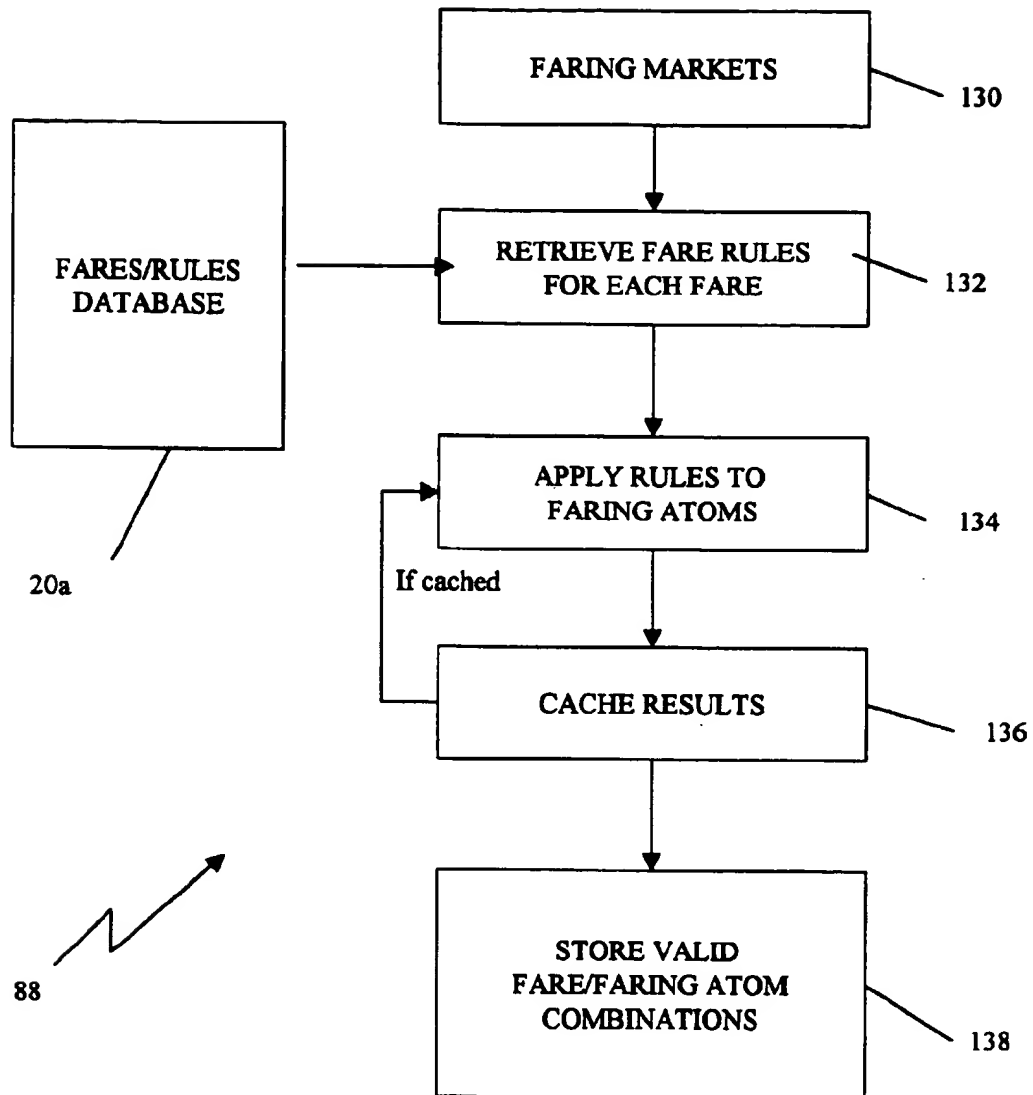 FARING MARKETS
130
FARES/RULES
DATABASE
RETRIEVE FARE RULES
FOR EACH FARE
132
20a
APPLY RULES TO
FARING ATOMS
134
If cached
CACHE RESULTS
136
88
STORE VALID
FARE/FARING ATOM
COMBINATIONS
138